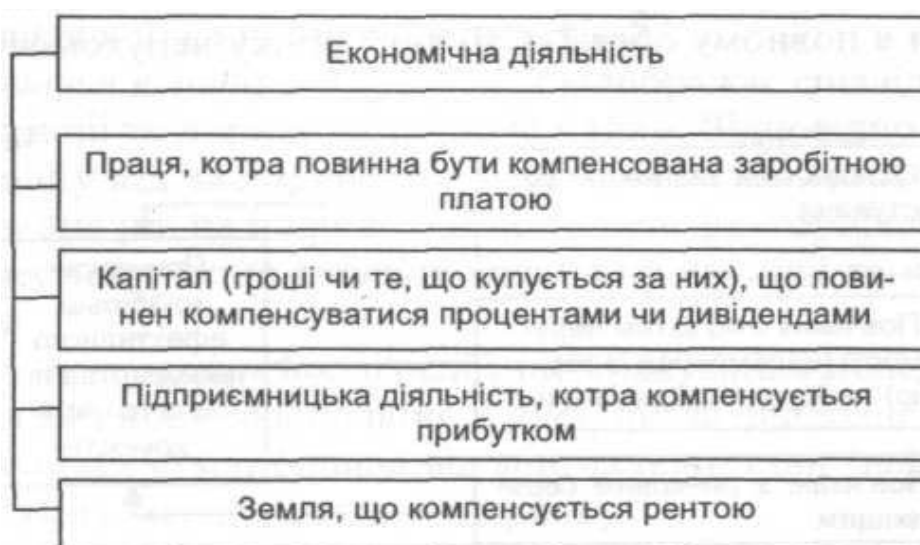 Економічна діяльність
Праця, котра повинна бути компенсована заробітною
платою
Капітал (гроші чи те, що купується за них), що пови-
нен компенсуватися процентами чи дивідендами
Підприємницька діяльність, котра компенсується
прибутком
Земля, що компенсується рентою